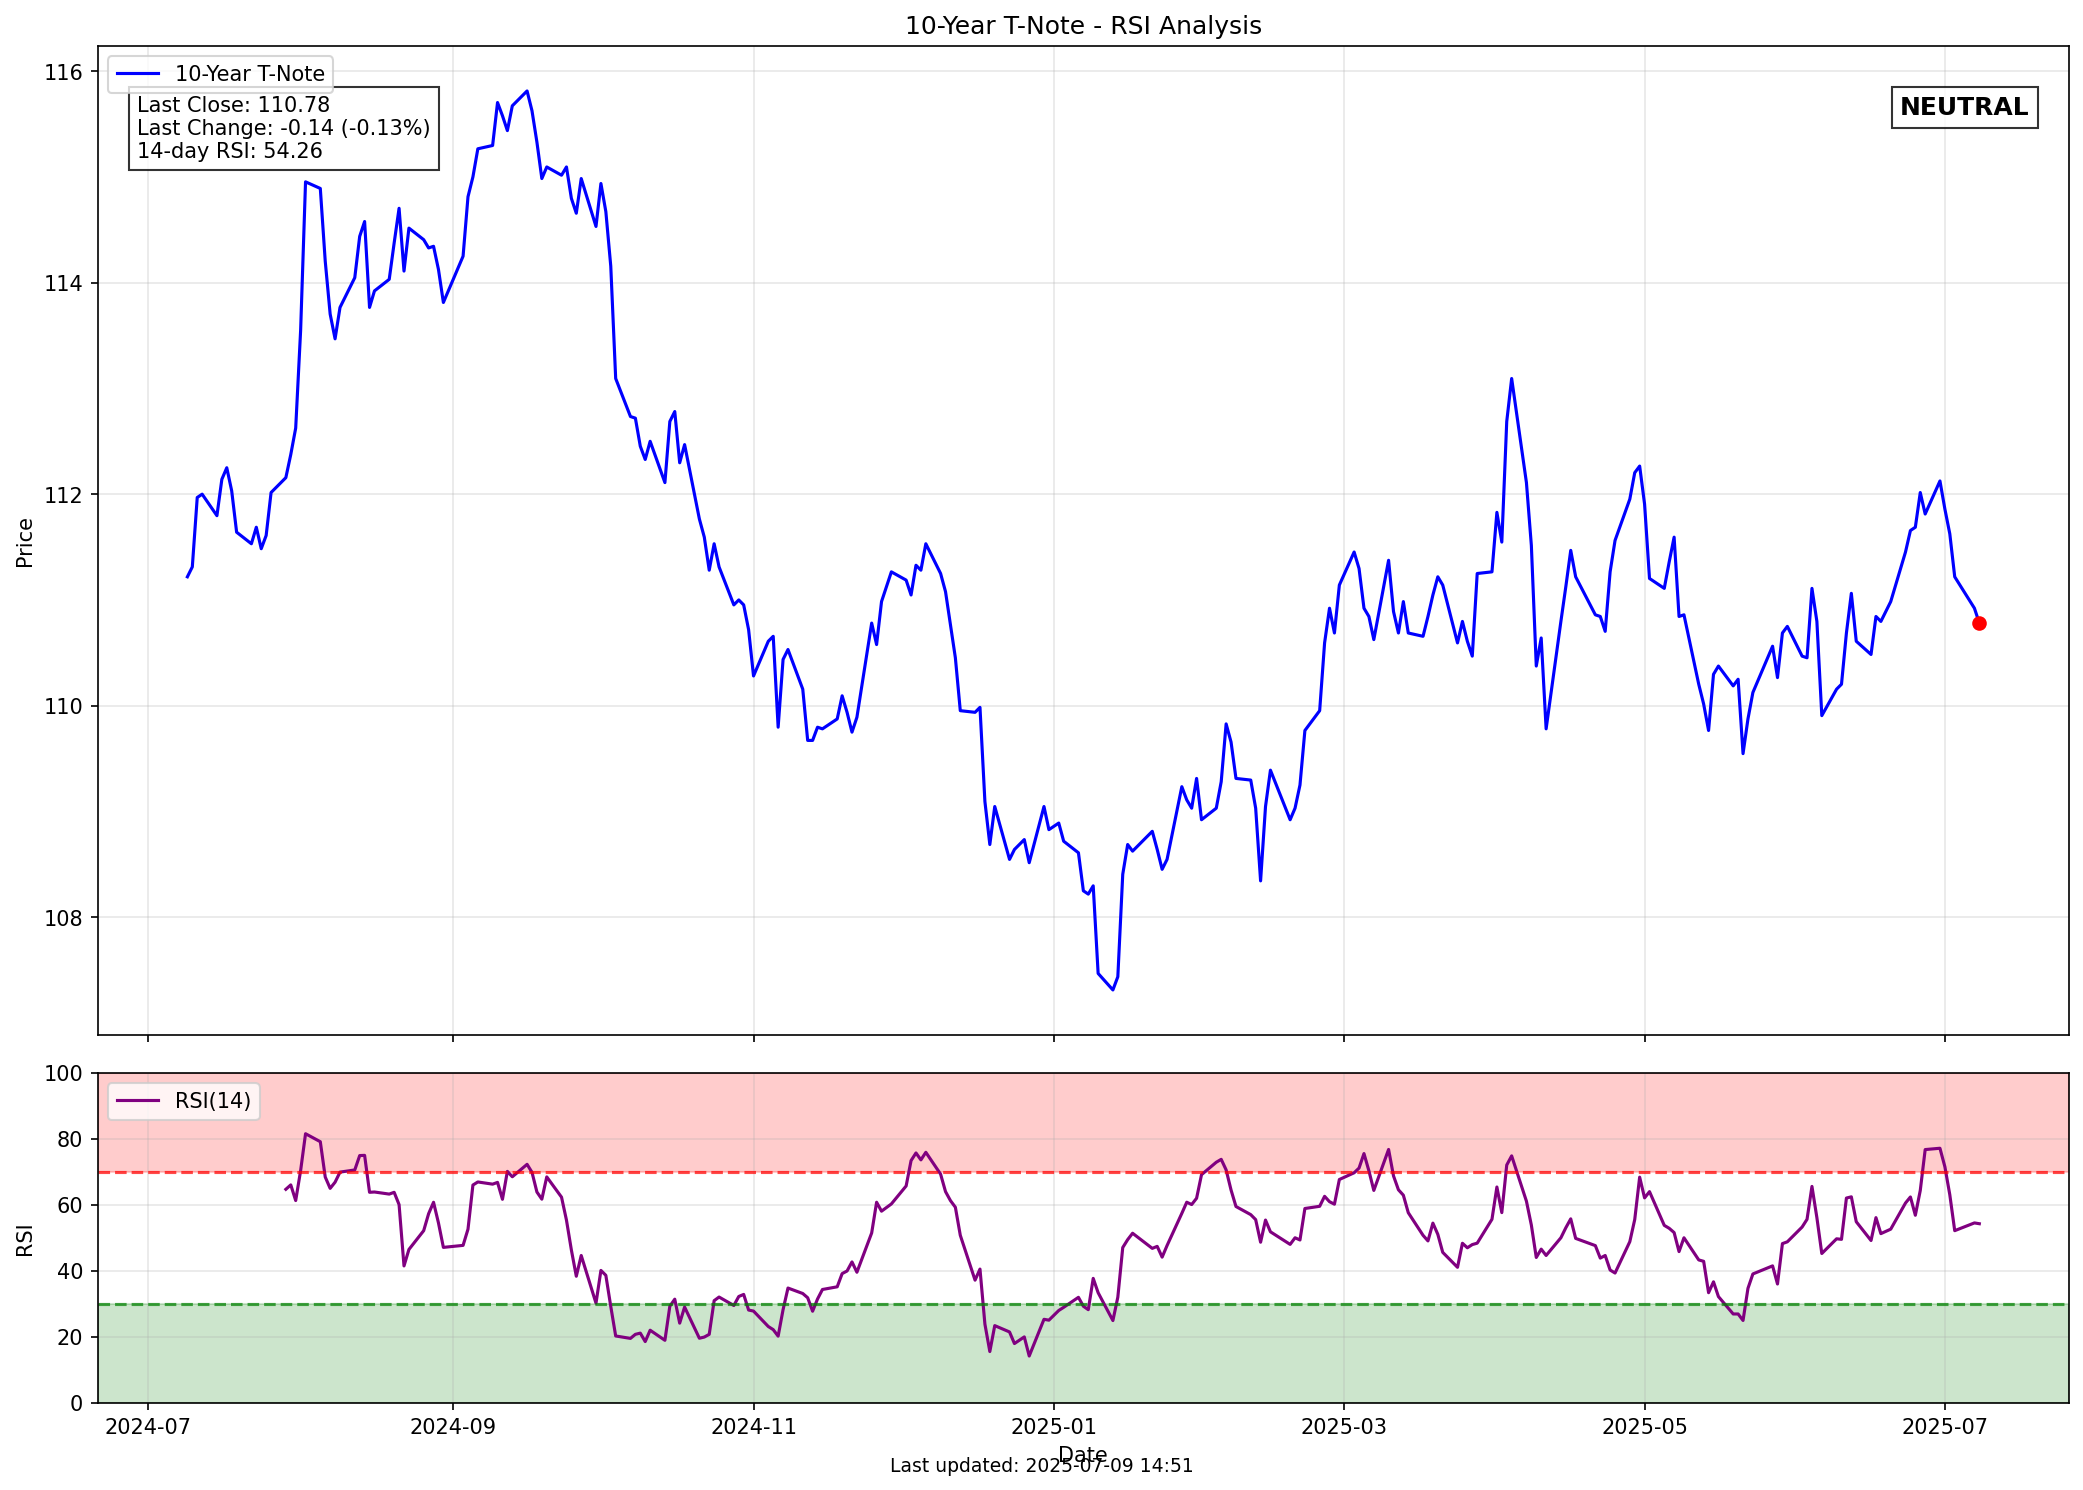 10-Year T-Note - RSI Analysis
116
114
112
110
108
Price
10-Year T-Note
Last Close: 110.78
Last Change: -0.14 (-0.13%)
14-day RSI: 54.26
NEUTRAL
100
80
60
40
20
0
RSI
RSI(14)
2024-07
2024-09
2024-11
2025-01
2025-03
2025-05
2025-07
Date
Last updated: 2025-07-09 14:51